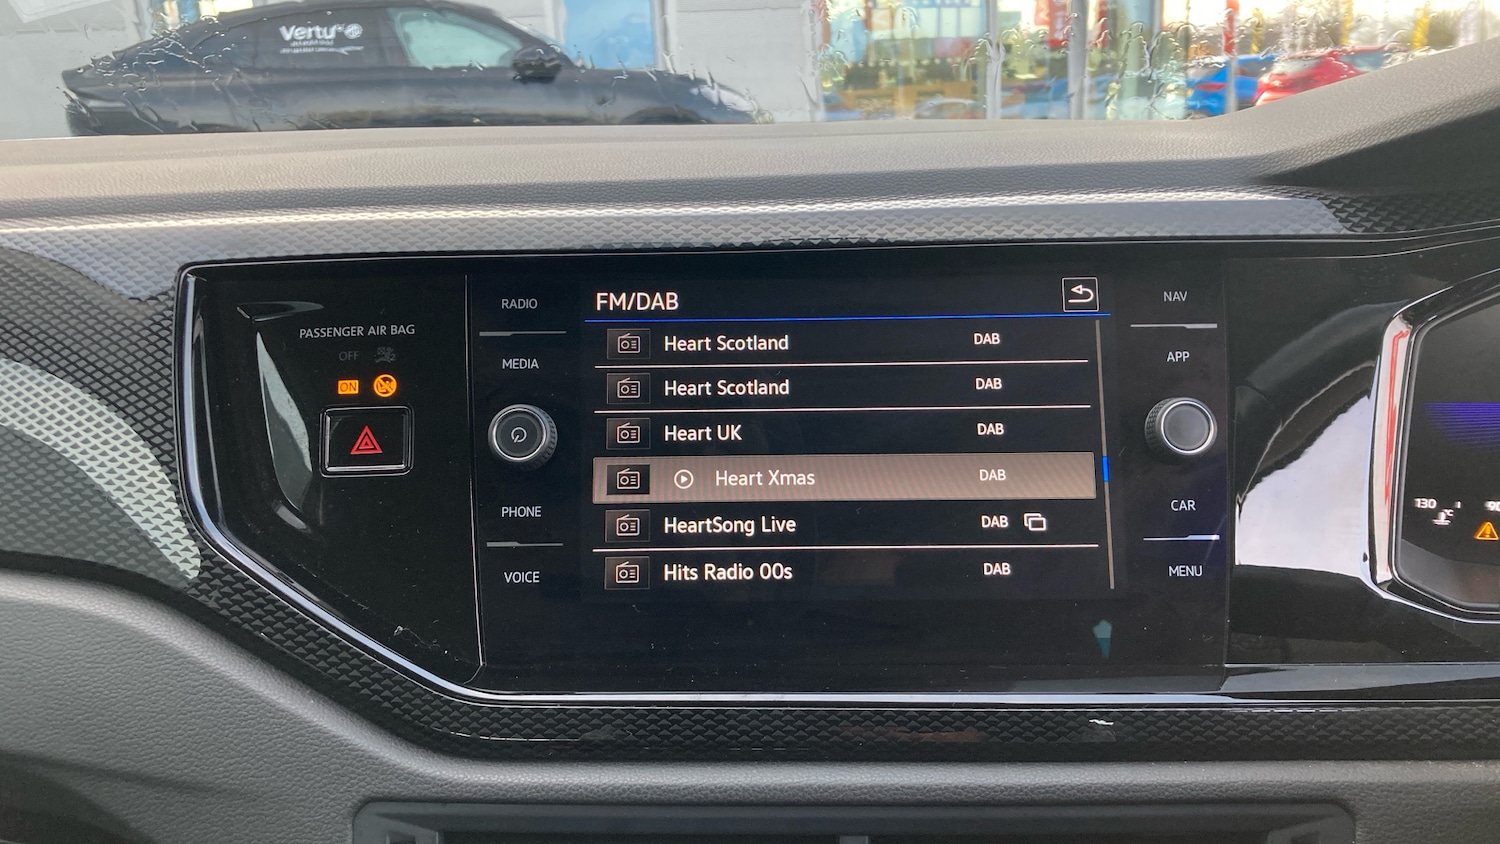 Vertu
PASSENGER AIR BAG
OFF
ON
RADIO
MEDIA
PHONE
VOICE
FM/DAB
Heart Scotland DAB
Heart Scotland DAB
Heart UK DAB
Heart Xmas DAB
HeartSong Live DAB
Hits Radio 00s DAB
NAV
APP
CAR
MENU
130
°C